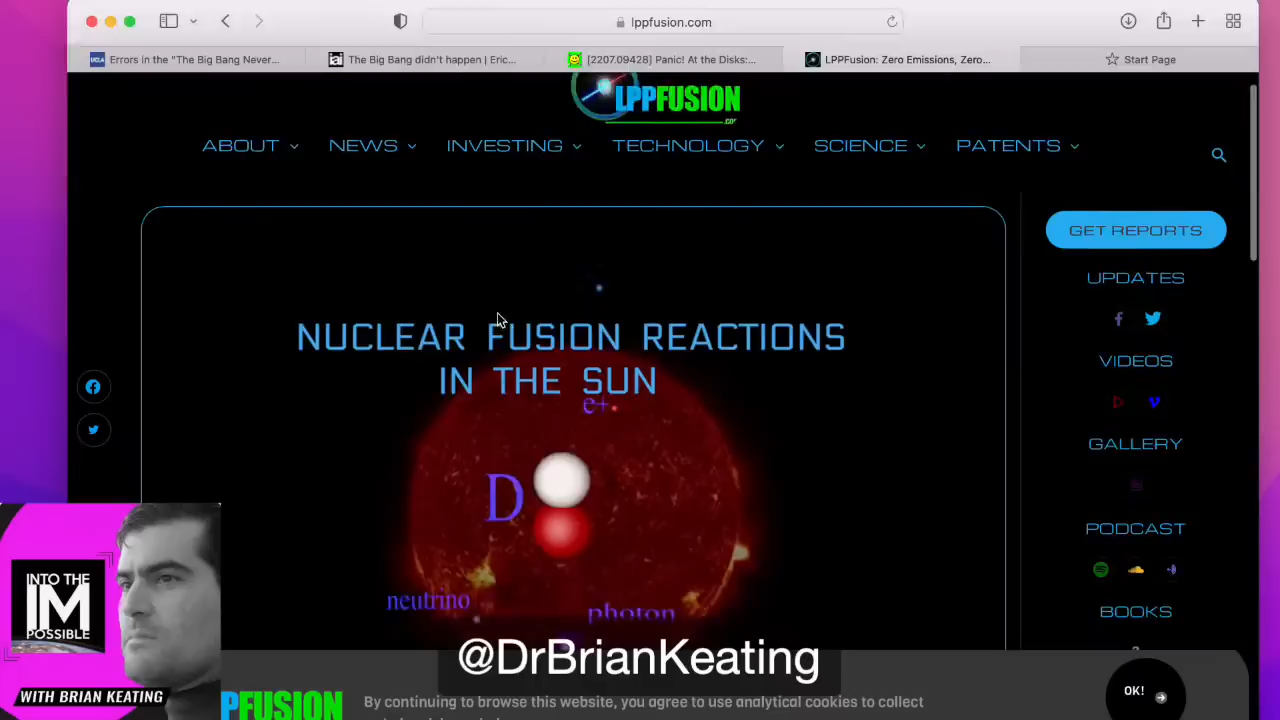 lppfusion.com
UCLA
Errors in the "The Big Bang Never...
a
The Big Bang didn't happen | Eric...
[2207.09428] Panic! At the Disks:...
LPPFusion: Zero Emissions, Zero...
Start Page
LPPFUSION
.COM
ABOUT
NEWS
INVESTING
TECHNOLOGY
SCIENCE
PATENTS
GET REPORTS
UPDATES
VIDEOS
GALLERY
PODCAST
BOOKS
NUCLEAR FUSION REACTIONS
IN THE SUN
e+
D
neutrino
photon
INTO THE
IM
POSSIBLE
WITH BRIAN KEATING
@DrBrianKeating
PFUSION
By continuing to browse this website, you agree to use analytical cookies to collect
OK!